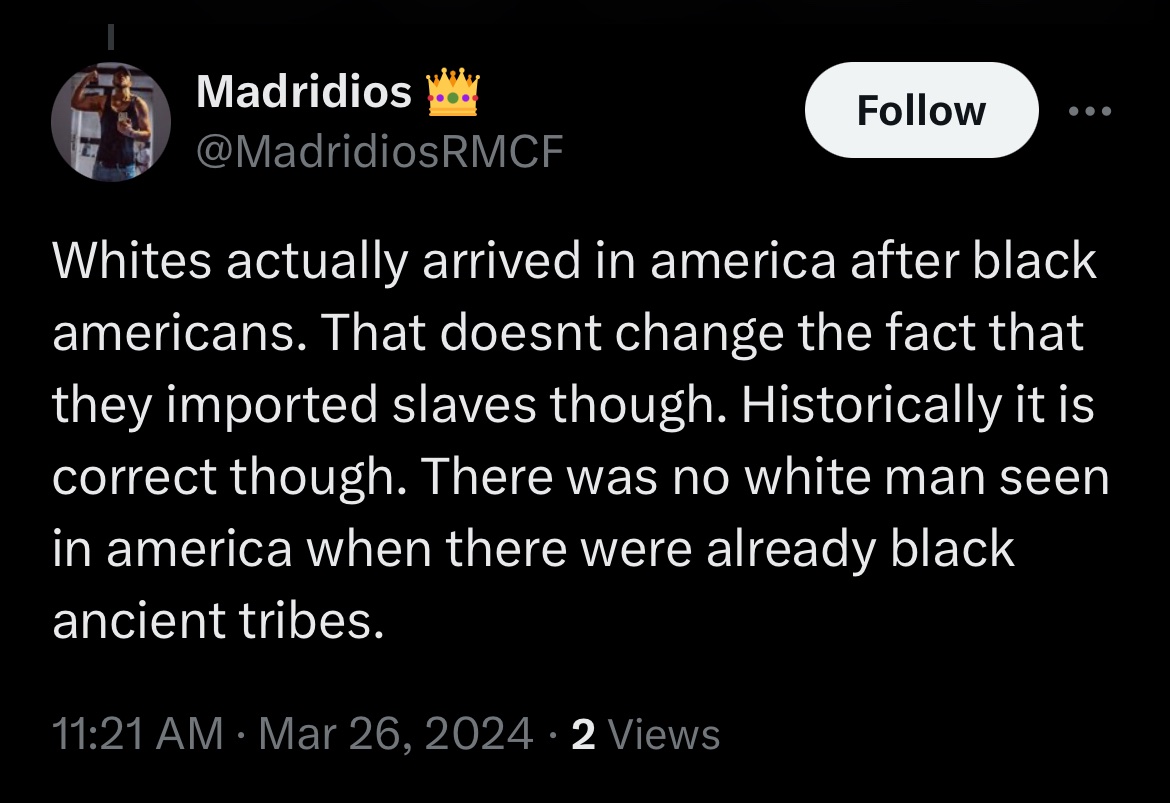 Madridios 👑
Follow
@MadridiosRMCF
Whites actually arrived in america after black
americans. That doesnt change the fact that
they imported slaves though. Historically it is
correct though. There was no white man seen
in america when there were already black
ancient tribes.
11:21 AM · Mar 26, 2024 · 2 Views